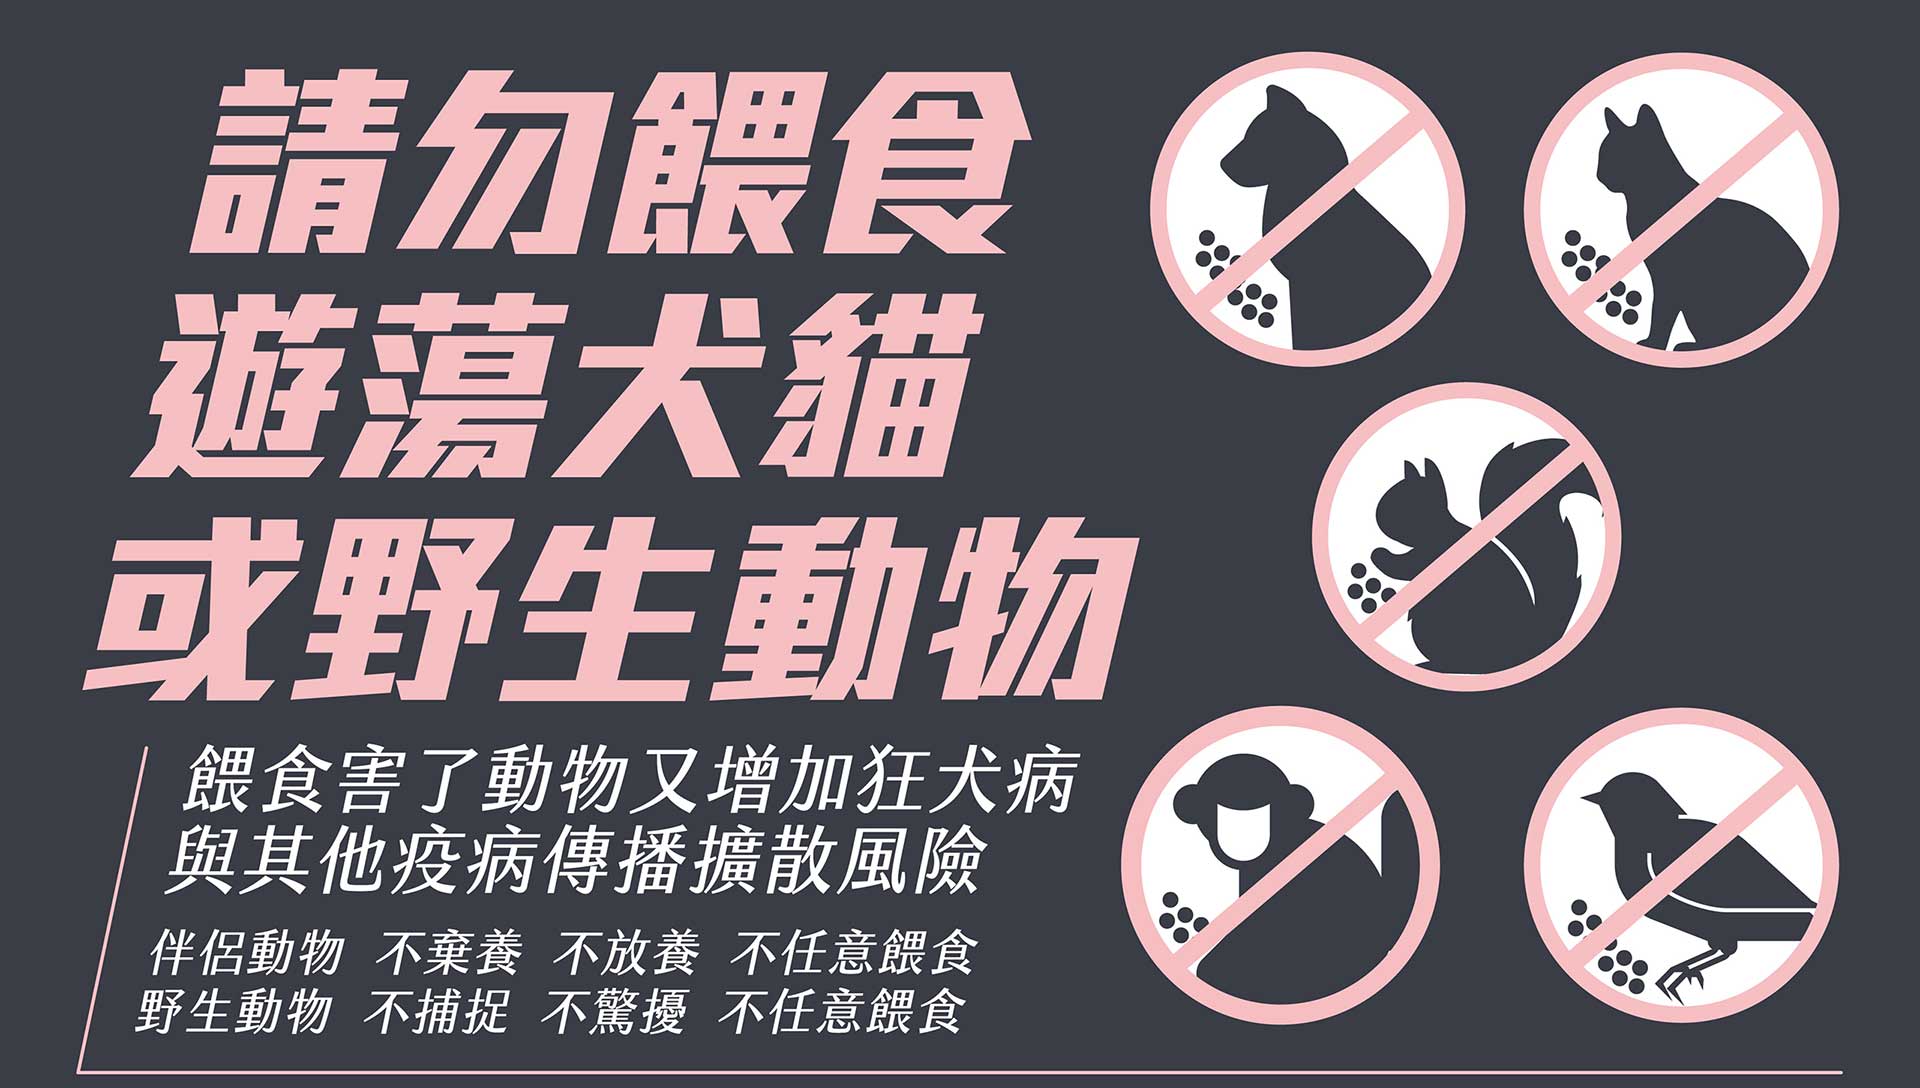 請勿餵食
遊蕩犬貓
或野生動物
餵食害了動物又增加狂犬病
與其他疫病傳播擴散風險
伴侶動物 不棄養 不放養 不任意餵食
野生動物 不捕捉 不驚擾 不任意餵食